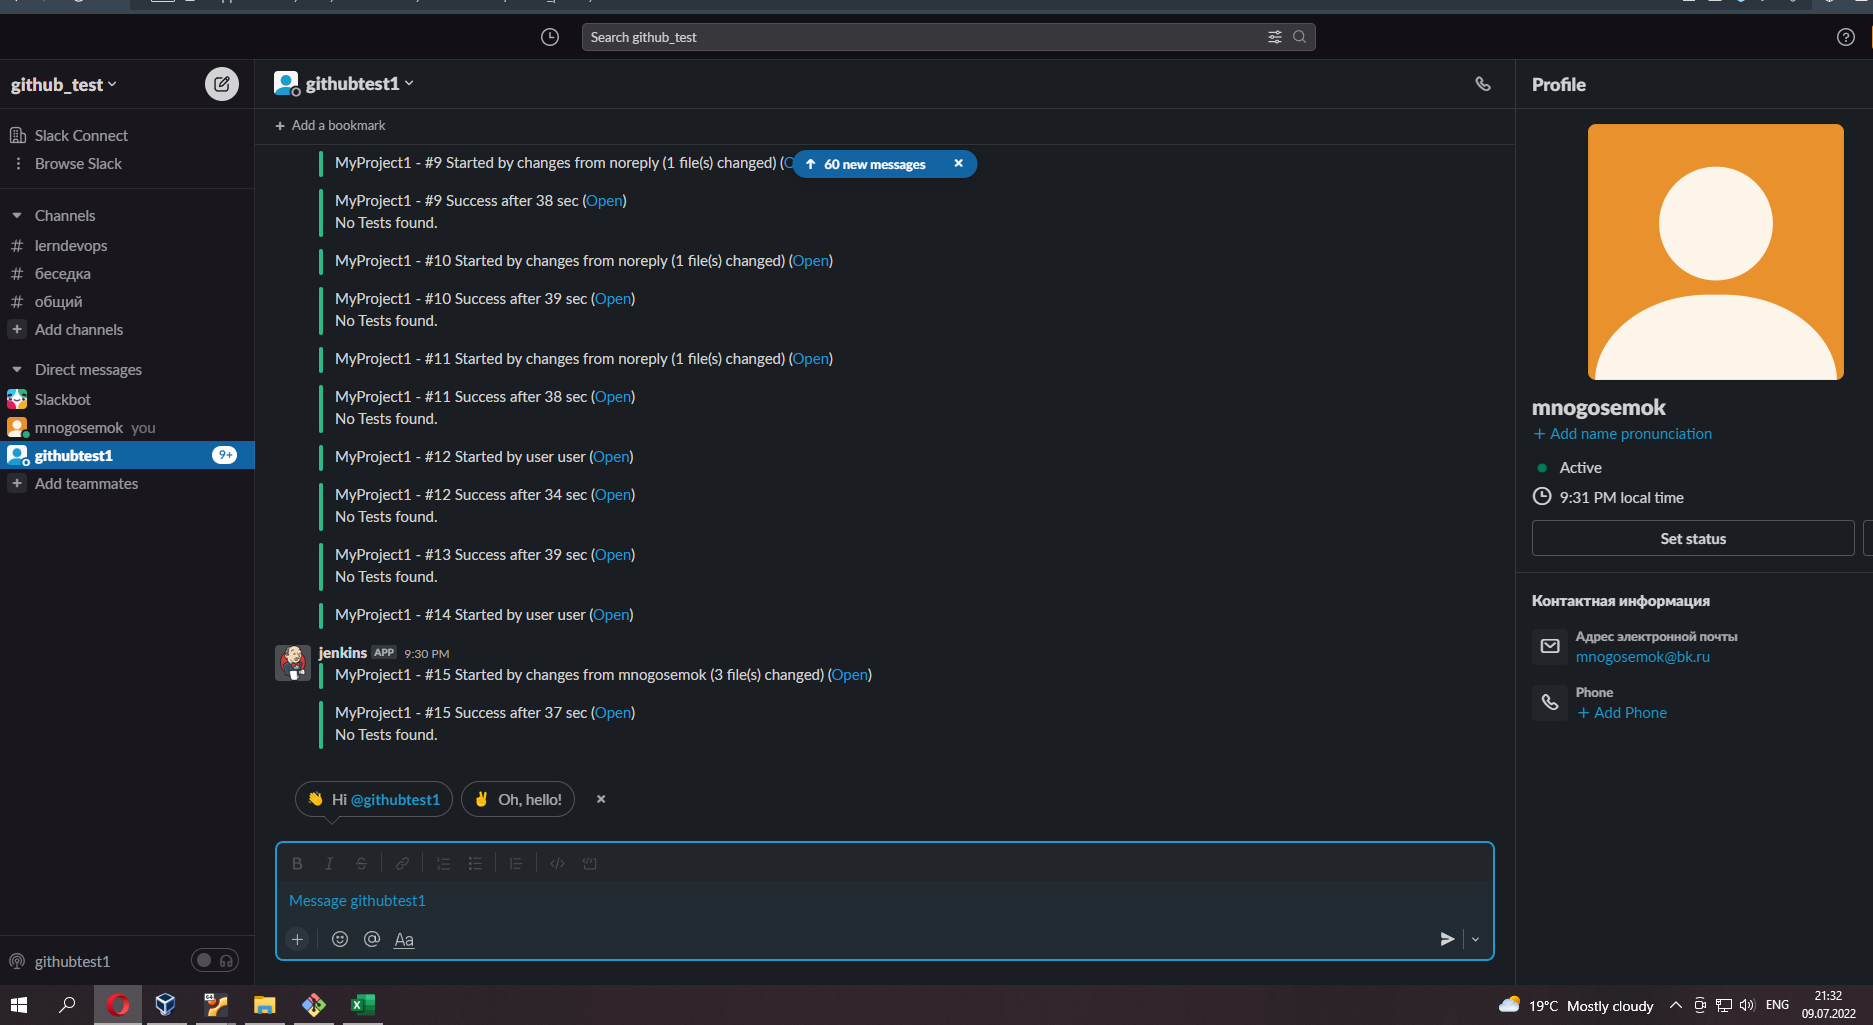 Search github_test
github_test
Slack Connect
Browse Slack
Channels
# lerndevops
# беседка
# общий
+ Add channels
Direct messages
Slackbot
mnogosemok you
githubtest1 9+
+ Add teammates
githubtest1
githubtest1
+ Add a bookmark
↑ 60 new messages ×
MyProject1 - #9 Started by changes from noreply (1 file(s) changed) (
MyProject1 - #9 Success after 38 sec (Open)
No Tests found.
MyProject1 - #10 Started by changes from noreply (1 file(s) changed) (Open)
MyProject1 - #10 Success after 39 sec (Open)
No Tests found.
MyProject1 - #11 Started by changes from noreply (1 file(s) changed) (Open)
MyProject1 - #11 Success after 38 sec (Open)
No Tests found.
MyProject1 - #12 Started by user user (Open)
MyProject1 - #12 Success after 34 sec (Open)
No Tests found.
MyProject1 - #13 Success after 39 sec (Open)
No Tests found.
MyProject1 - #14 Started by user user (Open)
jenkins APP 9:30 PM
MyProject1 - #15 Started by changes from mnogosemok (3 file(s) changed) (Open)
MyProject1 - #15 Success after 37 sec (Open)
No Tests found.
👋 Hi @githubtest1
✌ Oh, hello!
Message githubtest1
Aa
Profile
mnogosemok
+ Add name pronunciation
Active
9:31 PM local time
Set status
Контактная информация
Адрес электронной почты
mnogosemok@bk.ru
Phone
+ Add Phone
19°C Mostly cloudy
ENG
21:32
09.07.2022